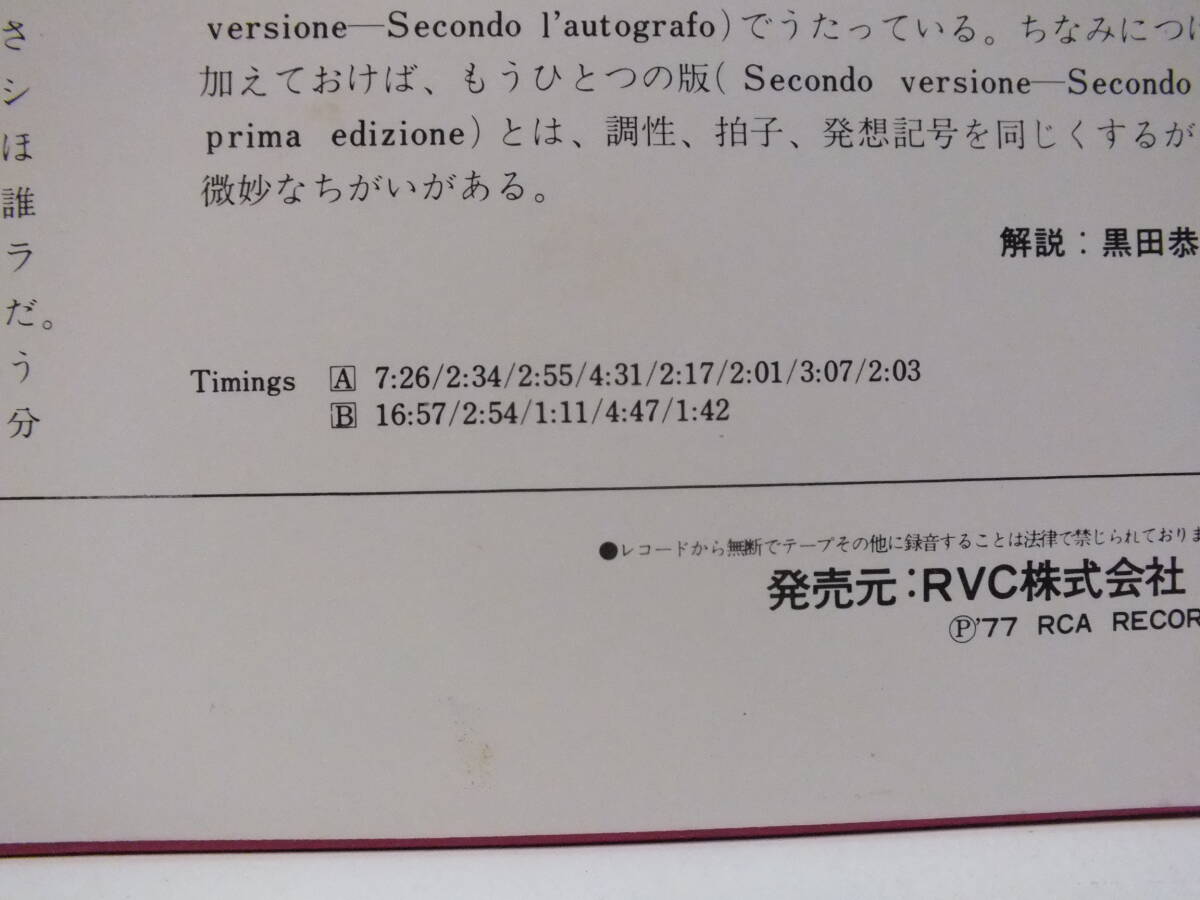 さ
シ
ほ
誰
ラ
だ。
う
分
versione—Secondo l'autografo)でうたっている。ちなみにつけ
加えておけば、もうひとつの版( Secondo versione—Secondo
prima edizione)とは、調性、拍子、発想記号を同じくするが
微妙なちがいがある。
解説：黒田恭
Timings A 7:26/2:34/2:55/4:31/2:17/2:01/3:07/2:03
B 16:57/2:54/1:11/4:47/1:42
●レコードから無断でテープその他に録音することは法律で禁じられておりま
発売元：RVC株式会社
Ⓟ'77 RCA RECOR